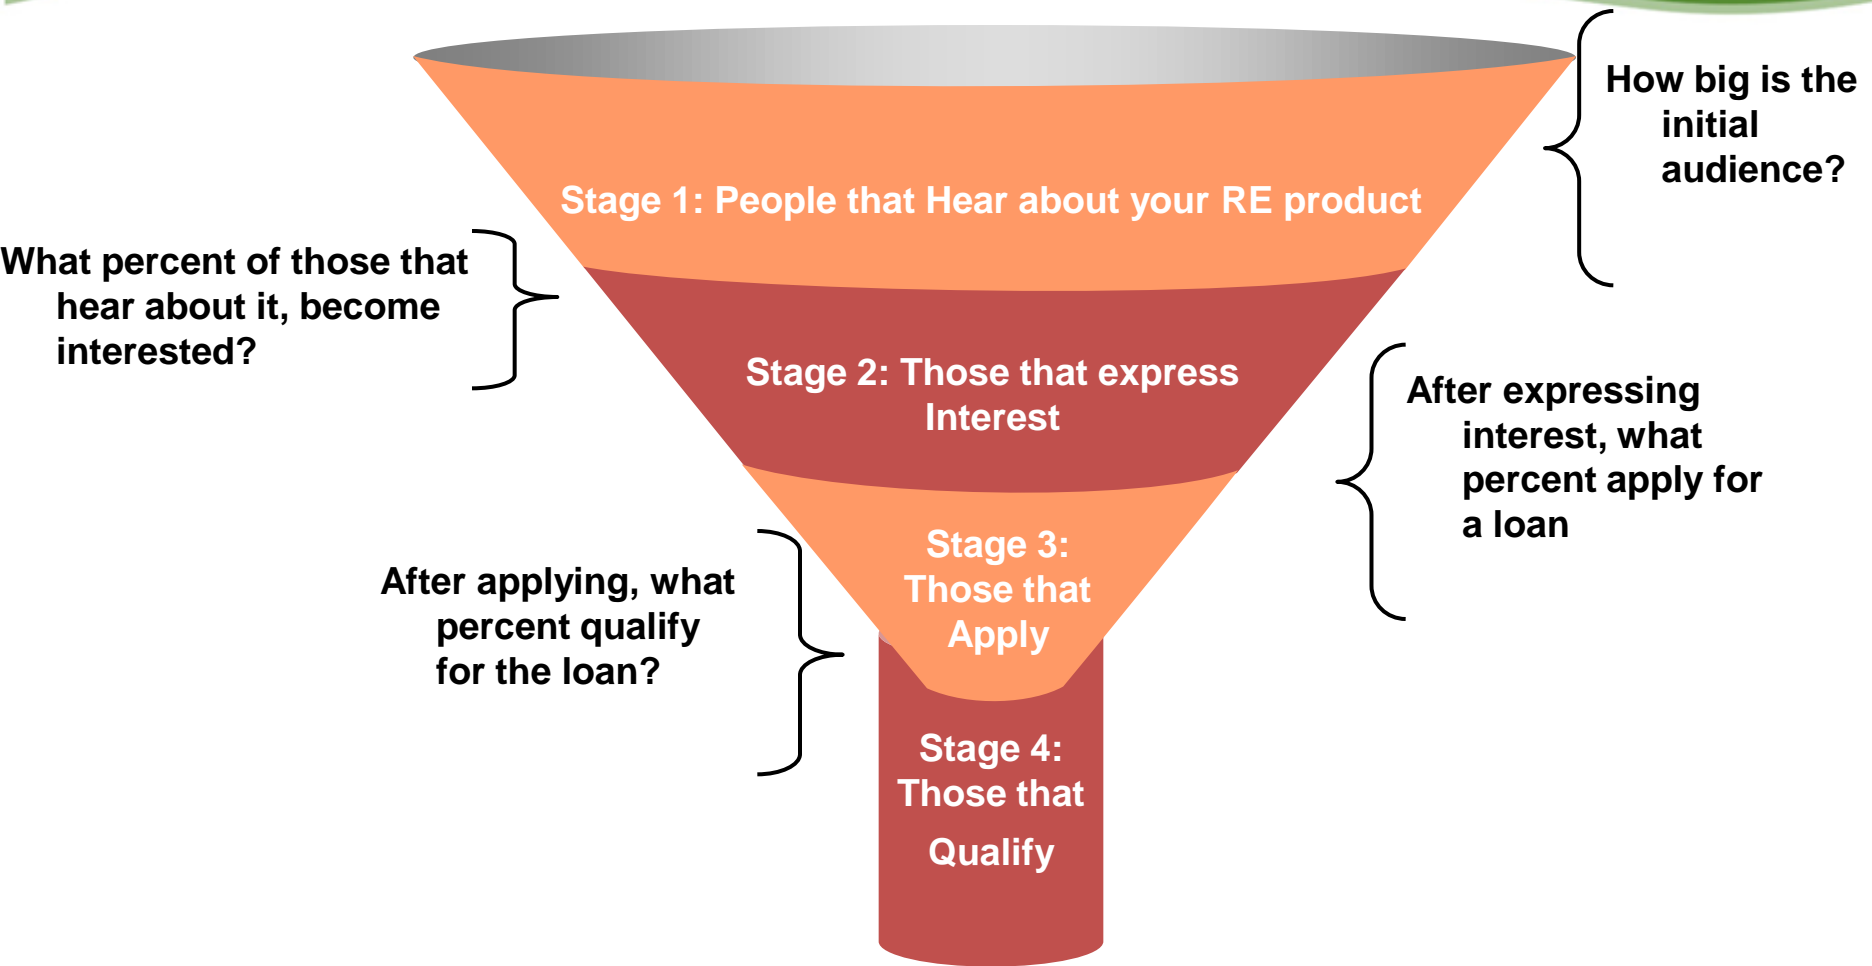 How big is the
initial
audience?
Stage 1: People that Hear about your RE product
What percent of those that
hear about it, become
interested?
Stage 2: Those that express
Interest
After expressing
interest, what
percent apply for
a loan
Stage 3:
Those that
Apply
After applying, what
percent qualify
for the loan?
Stage 4:
Those that
Qualify